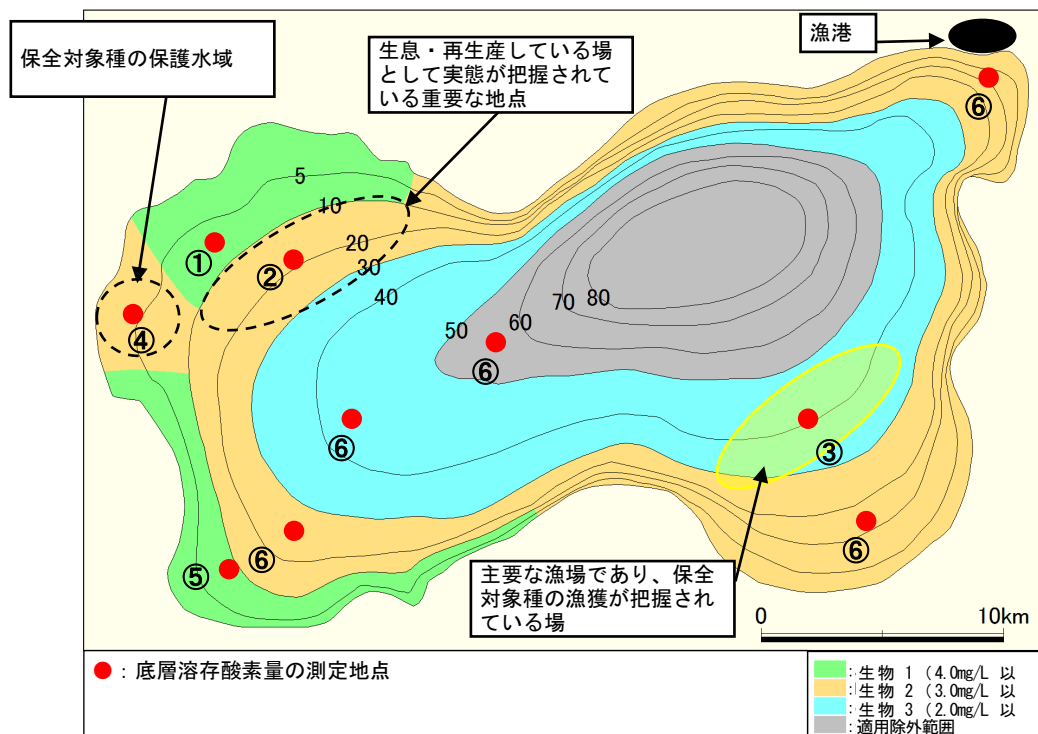 保全対象種の保護水域
生息・再生産している場
として実態が把握されて
いる重要な地点
漁港
⑥
5
10
①
20
②
30
40
④
50
60
70
80
⑥
⑥
③
⑥
⑤
⑥
主要な漁場であり、保全
対象種の漁獲が把握され
ている場
0
10km
：底層溶存酸素量の測定地点
：生物 1 (4.0mg/L 以
：生物 2 (3.0mg/L 以
：生物 3 (2.0mg/L 以
：適用除外範囲